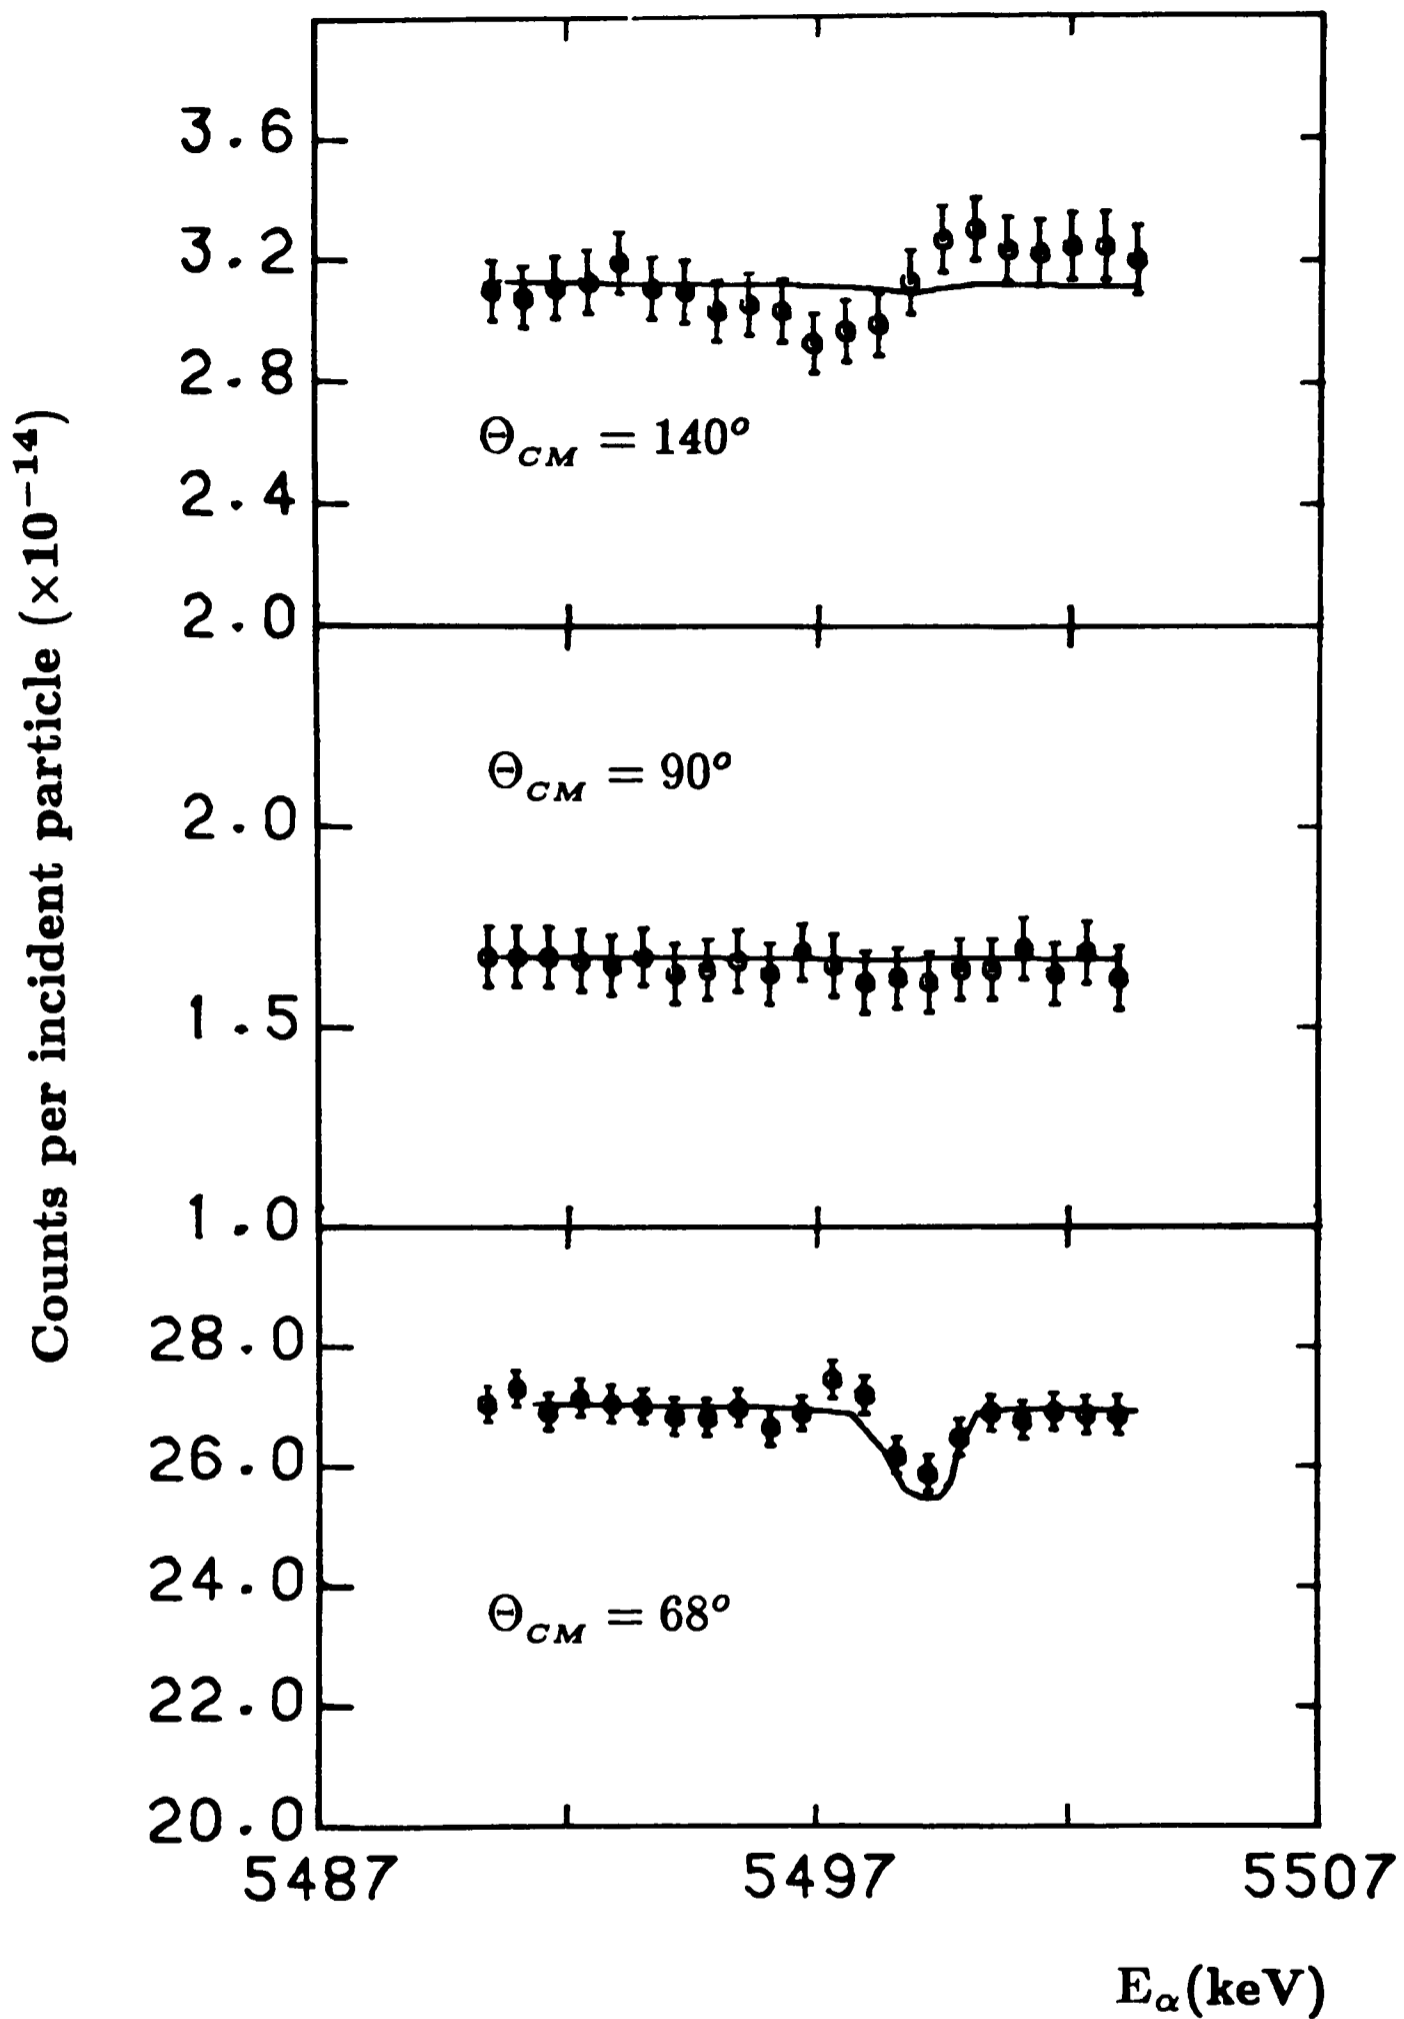 Counts per incident particle (×10⁻¹⁴)
3.6
3.2
2.8
Θ_CM = 140°
2.4
2.0
Θ_CM = 90°
2.0
1.5
1.0
28.0
26.0
24.0
Θ_CM = 68°
22.0
20.0
5487 5497 5507
E_α(keV)